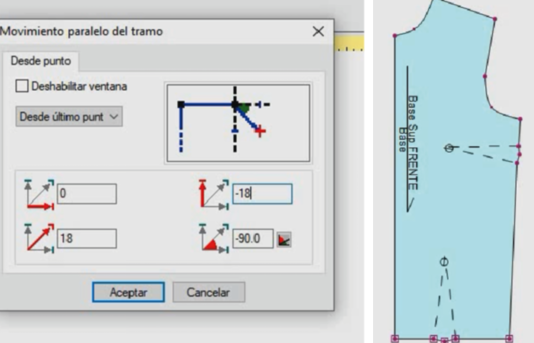 Movimiento paralelo del tramo
Desde punto
Deshabilitar ventana
Desde último punt
0
-18
18
-90.0
Aceptar
Cancelar
Base Sup FRENTE
Base